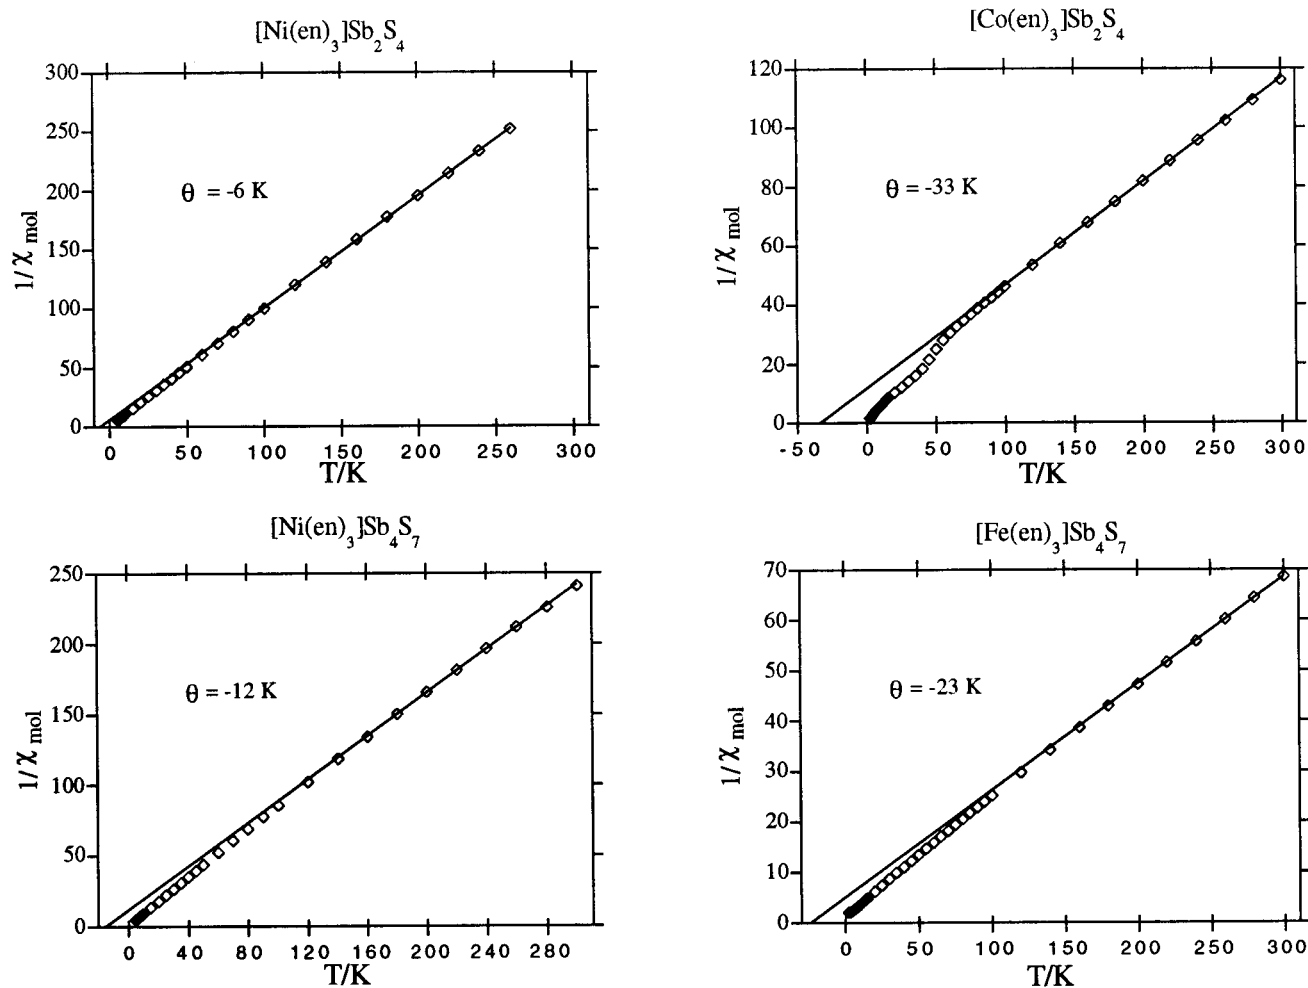 [Ni(en)3]Sb2S4
300
250
200
150
100
50
0
1/χ mol
θ = -6 K
0 50 100 150 200 250 300
T/K
[Co(en)3]Sb2S4
120
100
80
60
40
20
0
1/χ mol
θ = -33 K
-50 0 50 100 150 200 250 300
T/K
[Ni(en)3]Sb4S7
250
200
150
100
50
0
1/χ mol
θ = -12 K
0 40 80 120 160 200 240 280
T/K
[Fe(en)3]Sb4S7
70
60
50
40
30
20
10
0
1/χ mol
θ = -23 K
0 50 100 150 200 250 300
T/K